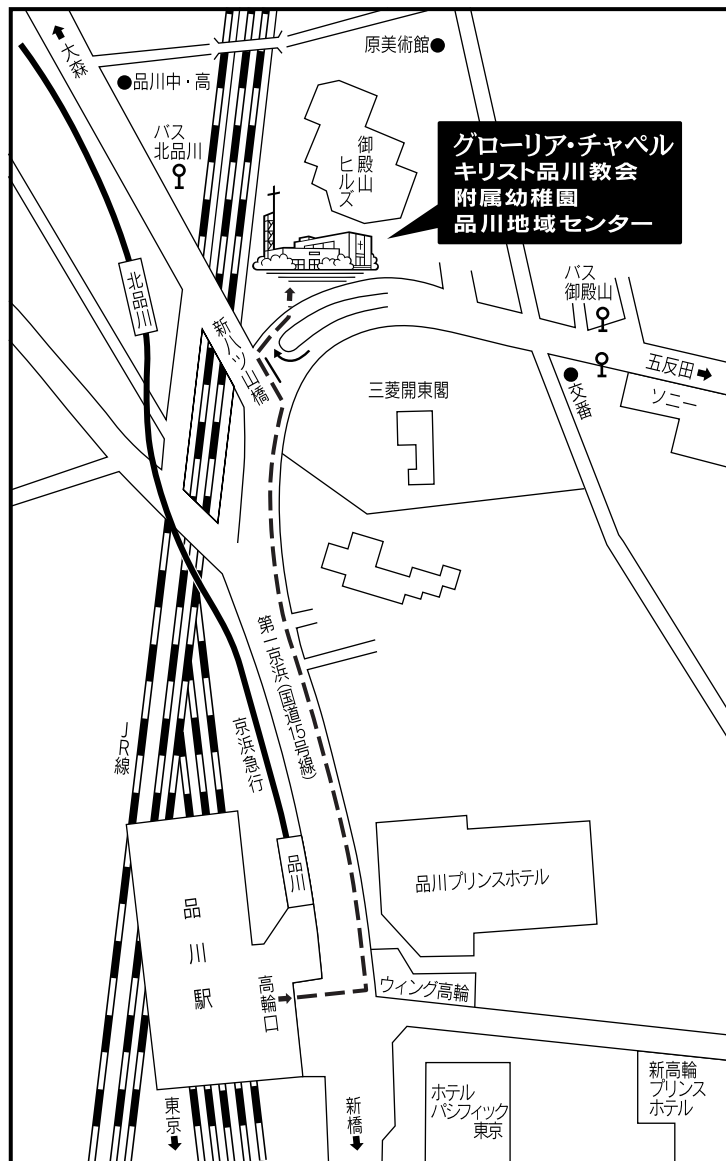 大森
品川中・高
原美術館
バス
北品川
御殿山
ヒルズ
グローリア・チャペル
キリスト品川教会
附属幼稚園
品川地域センター
北品川
バス
御殿山
新八ツ山橋
五反田
交番
ソニー
三菱開東閣
第一京浜(国道15号線)
JR線
京浜急行
品川
品川プリンスホテル
品川駅
高輪口
ウィング高輪
東京
新橋
ホテル
パシフィック
東京
新高輪
プリンス
ホテル